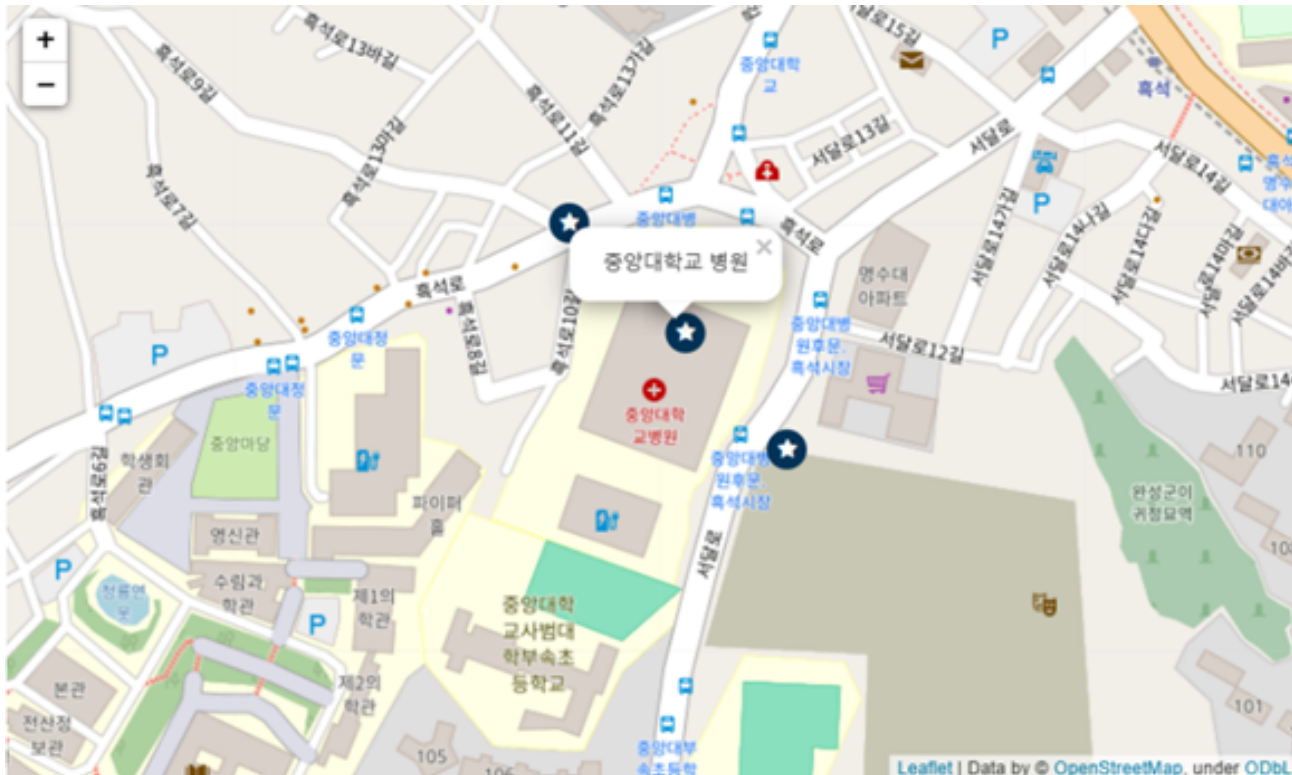 +
−
흑석로13바길
흑석로9길
흑석로13가길
흑석로11길
흑석로13마길
흑석로7길
중앙대학
교
서달로15길
P
흑석
서달로
서달로13길
서달로14길
P
서달로14가길
서달로14나길
서달로14다길
서달로14마길
중앙대병
흑석로
중앙대학교 병원
×
명수대
아파트
흑석로
중앙대정
문
P
흑석로8길
흑석로10길
중앙대병
원후문.
흑석시장
서달로12길
중앙대정
문
중앙대학
교병원
중앙마당
학생회
관
흑석로6길
중앙대병
원후문.
흑석시장
110
완성군이
귀정묘역
파이퍼
홀
영신관
서달로
P
청룡연
못
수림과
학관
제1의
학관
P
중앙대학
교사범대
학부속초
등학교
본관
제2의
학관
전산정
보관
101
105
106
중앙대부
속초등학
Leaflet | Data by © OpenStreetMap, under ODbL